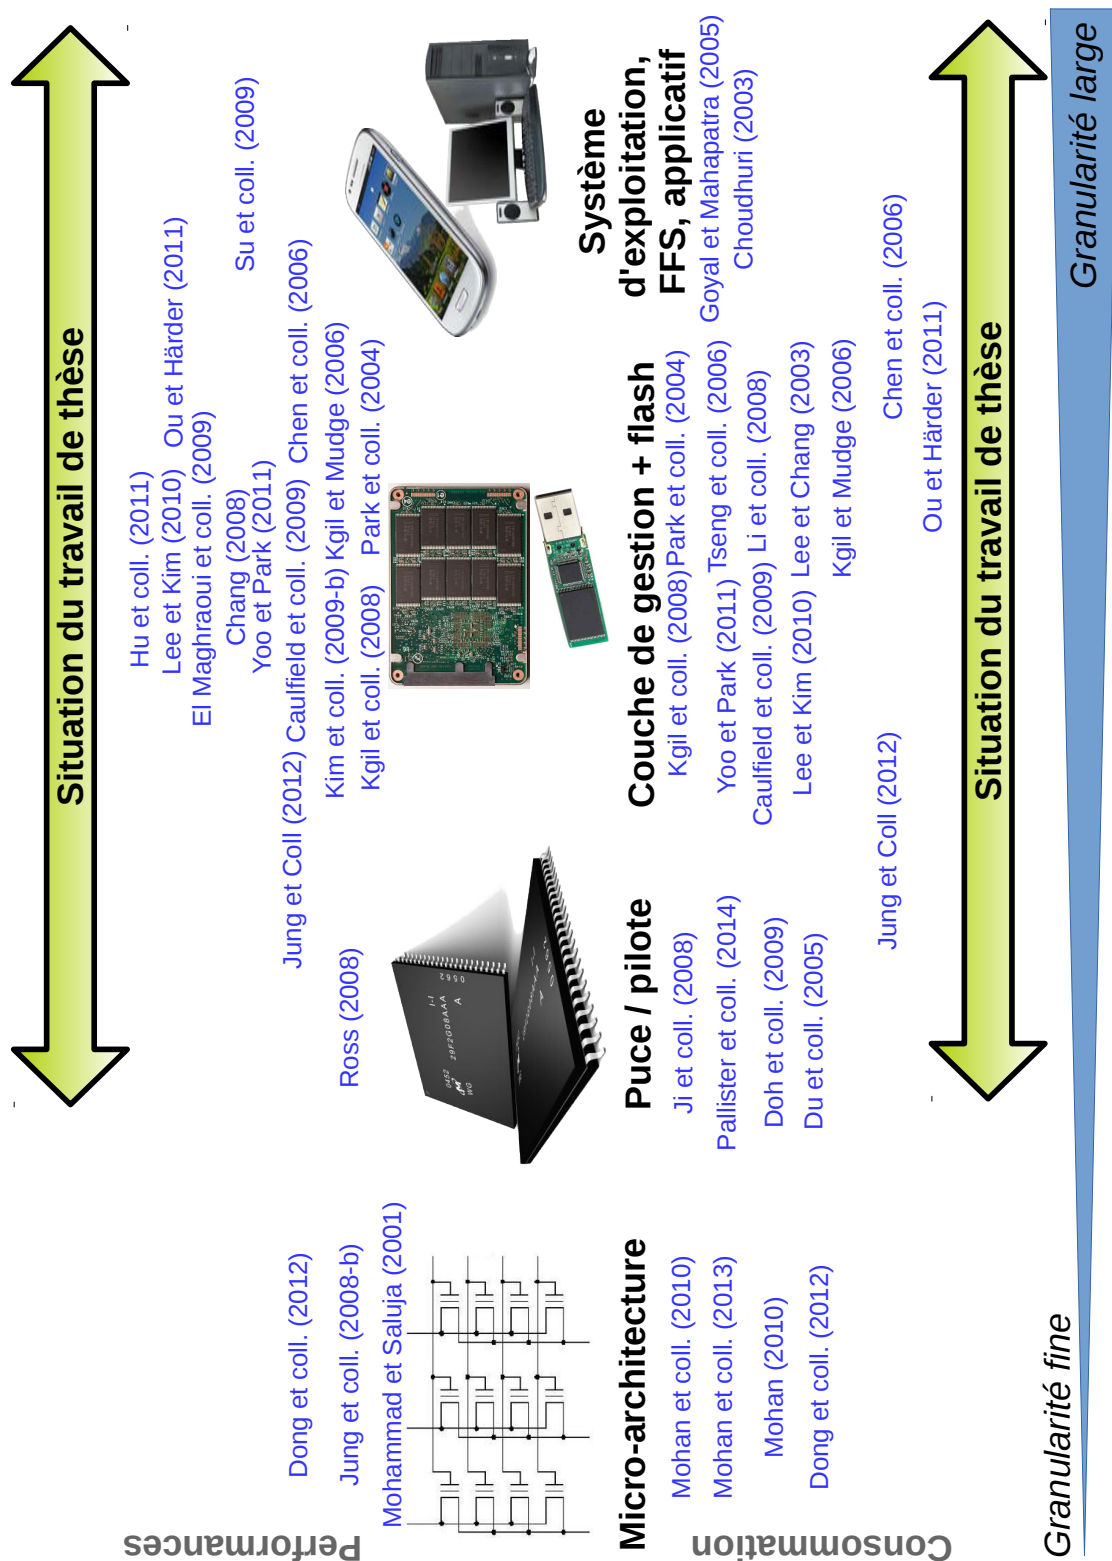 Situation du travail de thèse
Performances
Hu et coll. (2011)
Lee et Kim (2010)
Ou et Härder (2011)
El Maghraoui et coll. (2009)
Chang (2008)
Su et coll. (2009)
Yoo et Park (2011)
Dong et coll. (2012)
Jung et Coll (2012)
Caulfield et coll. (2009)
Chen et coll. (2006)
Jung et coll. (2008-b)
Ross (2008)
Kim et coll. (2009-b)
Kgil et Mudge (2006)
Mohammad et Saluja (2001)
Kgil et coll. (2008)
Park et coll. (2004)
0452
29F2G08AAA
WG
I-I
A
0582
Micro-architecture
Puce / pilote
Couche de gestion + flash
Système
d'exploitation,
FFS, applicatif
Consommation
Mohan et coll. (2010)
Mohan et coll. (2013)
Mohan (2010)
Dong et coll. (2012)
Ji et coll. (2008)
Pallister et coll. (2014)
Doh et coll. (2009)
Du et coll. (2005)
Kgil et coll. (2008)
Park et coll. (2004)
Yoo et Park (2011)
Tseng et coll. (2006)
Caulfield et coll. (2009)
Li et coll. (2008)
Lee et Kim (2010)
Lee et Chang (2003)
Kgil et Mudge (2006)
Goyal et Mahapatra (2005)
Choudhuri (2003)
Jung et Coll (2012)
Chen et coll. (2006)
Ou et Härder (2011)
Situation du travail de thèse
Granularité fine
Granularité large